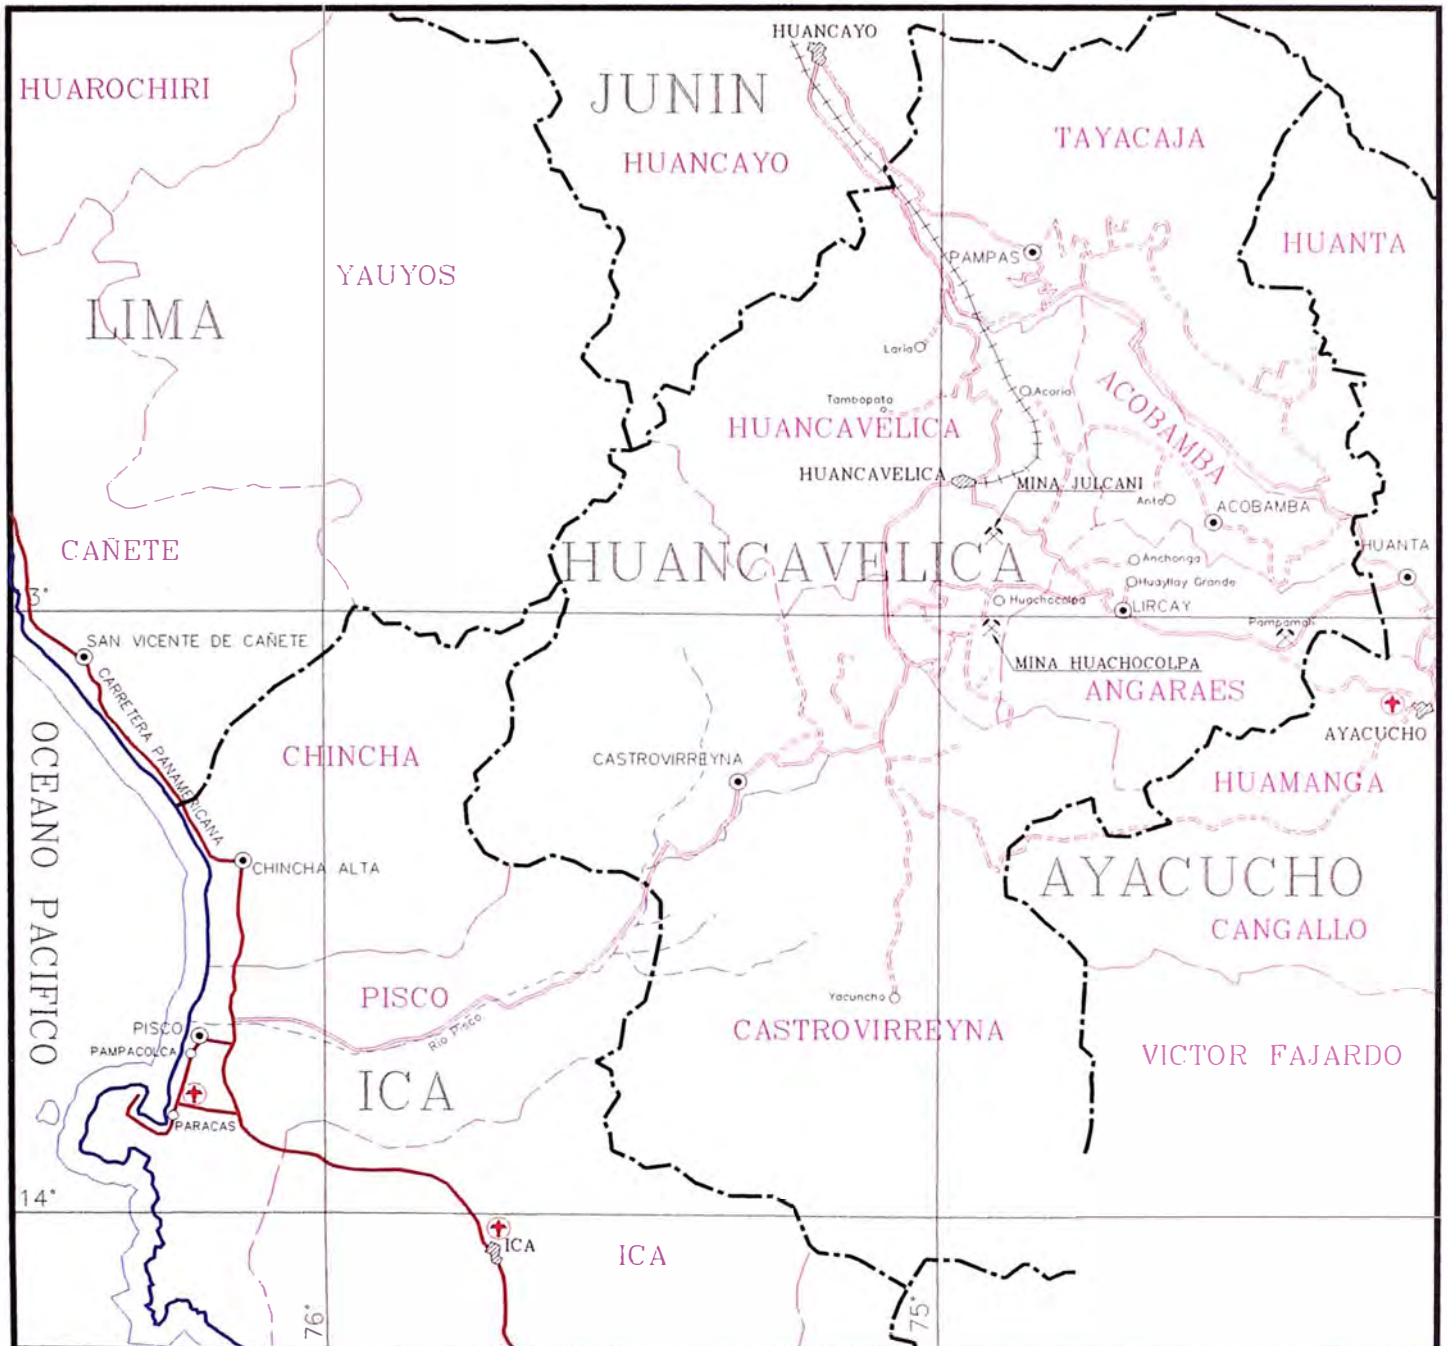 HUANCAYO
HUAROCHIRI
JUNIN
TAYACAJA
HUANCAYO
HUANTA
PAMPAS
YAUYOS
LIMA
Laria
Acoria
ACOBAMBA
Tambopata
HUANCAVELICA
HUANCAVELICA
MINA JULCANI
Anta
ACOBAMBA
CAÑETE
HUANCAVELICA
HUANTA
Anchonga
Huayllay Grande
3°
Huachocolpa
LIRCAY
Pampamali
SAN VICENTE DE CAÑETE
MINA HUACHOCOLPA
CARRETERA PANAMERICANA
ANGARAES
OCEANO PACIFICO
AYACUCHO
CHINCHA
CASTROVIRREYNA
HUAMANGA
CHINCHA ALTA
AYACUCHO
CANGALLO
PISCO
Yacuncho
PISCO
Rio Pisco
CASTROVIRREYNA
PAMPACOLCA
VICTOR FAJARDO
ICA
PARACAS
14°
ICA
ICA
76°
75°